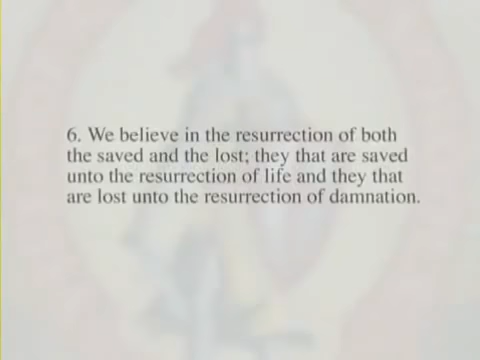 6. We believe in the resurrection of both
the saved and the lost; they that are saved
unto the resurrection of life and they that
are lost unto the resurrection of damnation.